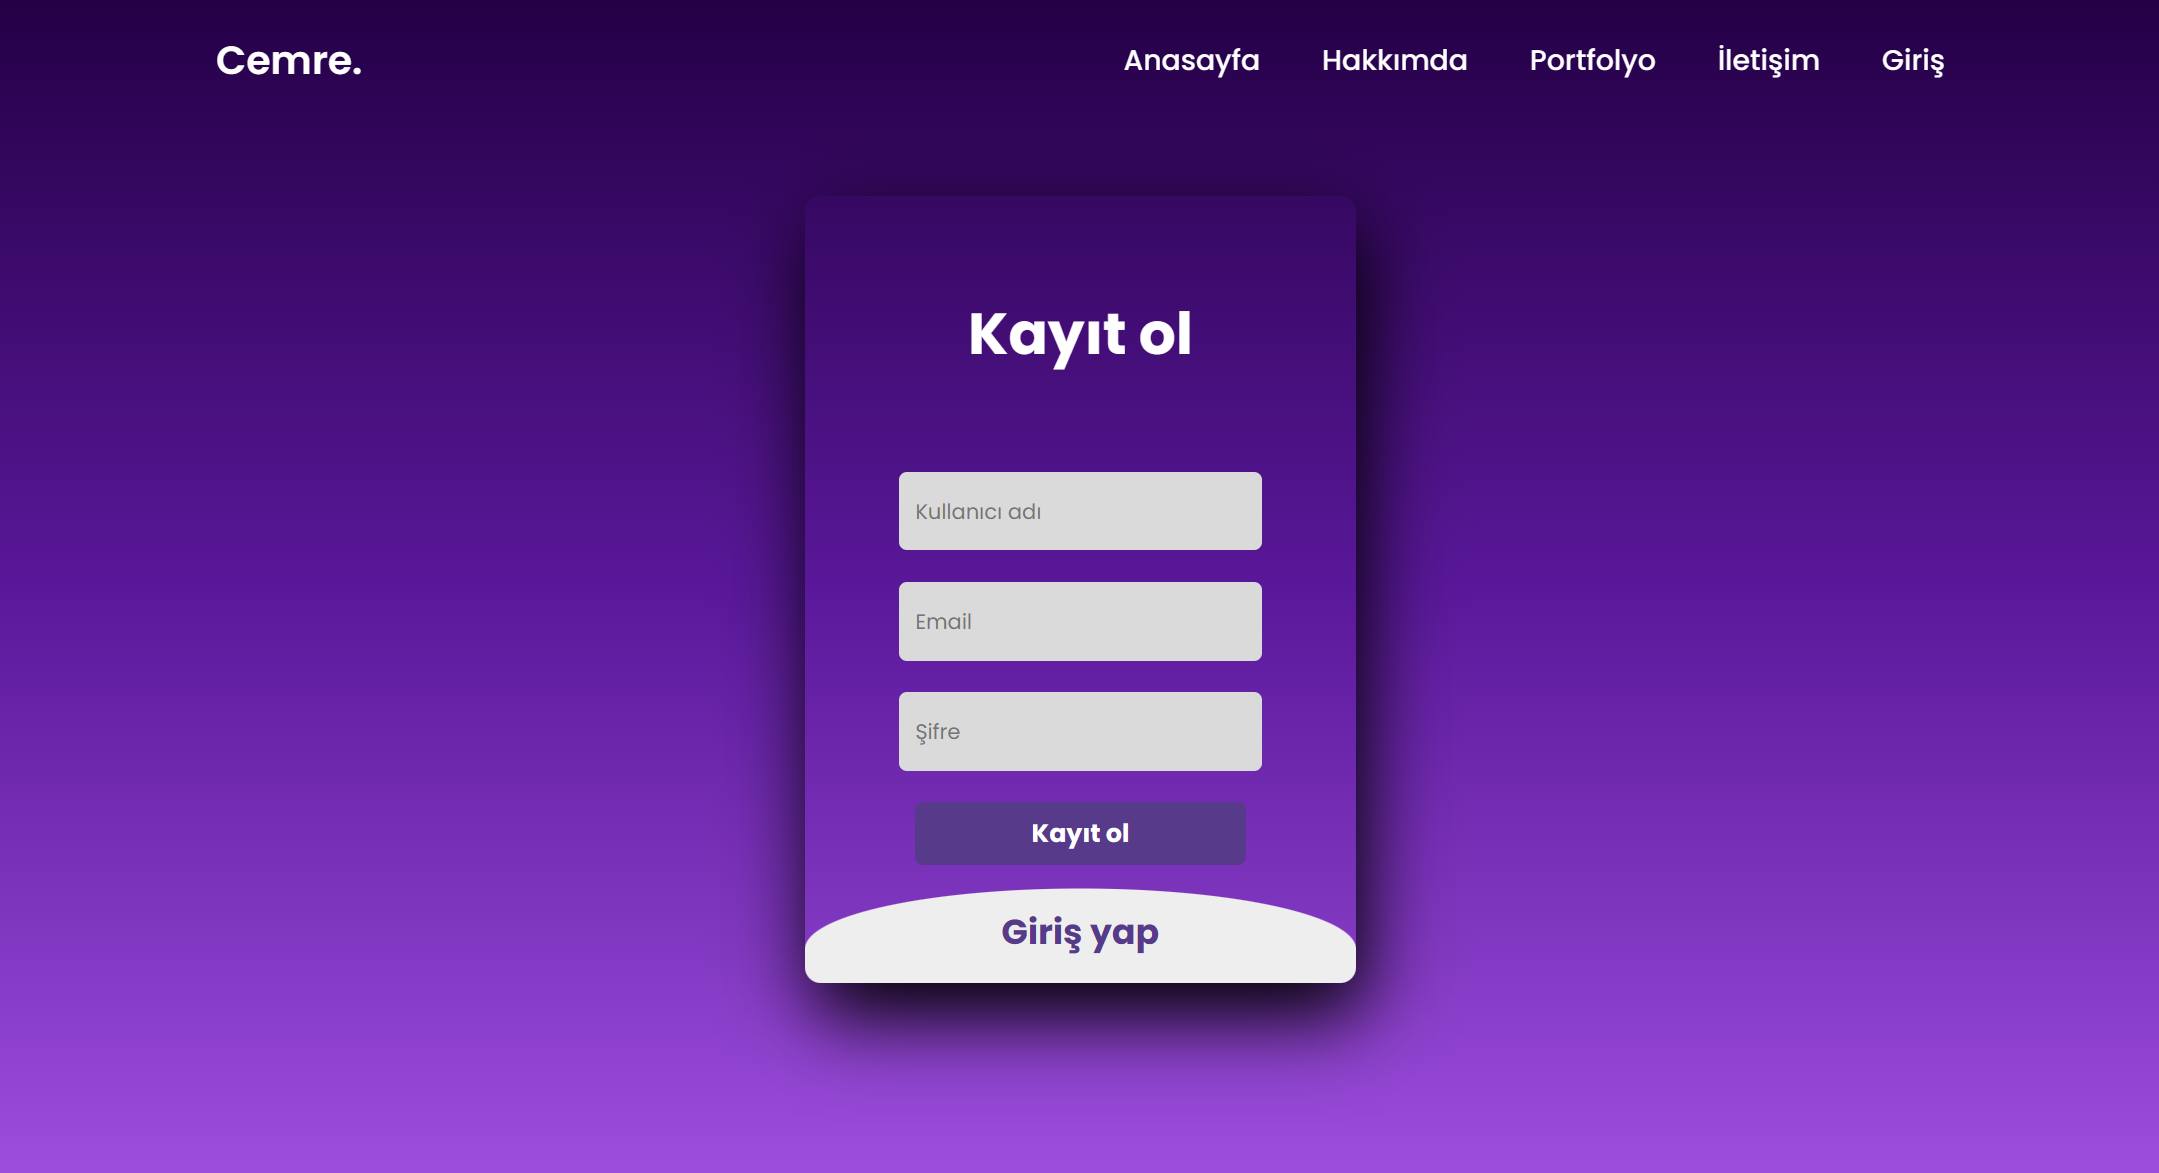 Cemre.
Anasayfa Hakkımda Portfolyo İletişim Giriş
Kayıt ol
Kullanıcı adı
Email
Şifre
Kayıt ol
Giriş yap